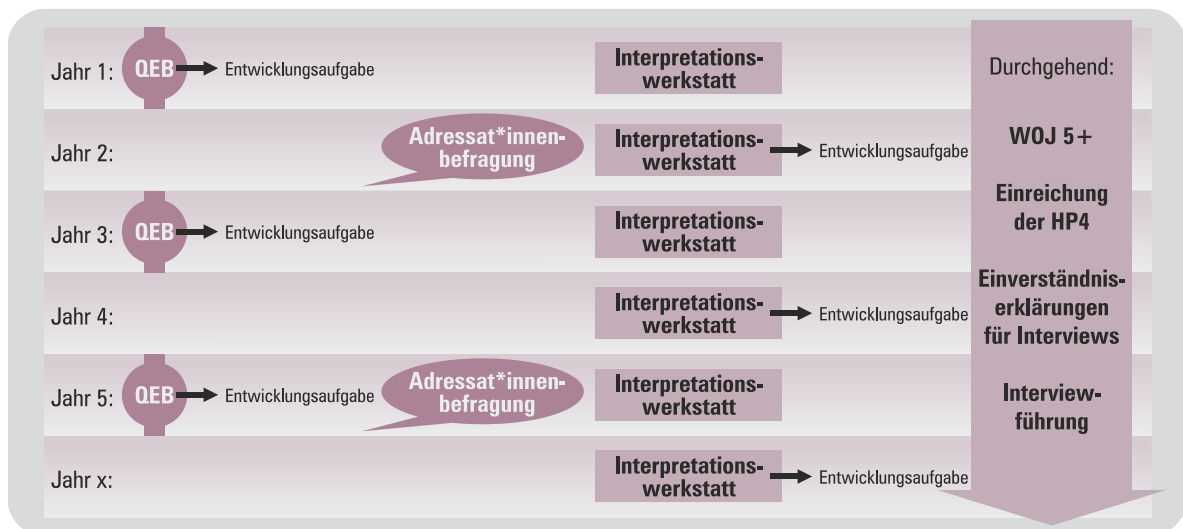 Jahr 1: QEB Entwicklungsaufgabe Interpretations-
werkstatt
Jahr 2: Adressat*innen-
befragung Interpretations-
werkstatt Entwicklungsaufgabe
Jahr 3: QEB Entwicklungsaufgabe Interpretations-
werkstatt
Jahr 4: Interpretations-
werkstatt Entwicklungsaufgabe
Jahr 5: QEB Entwicklungsaufgabe Adressat*innen-
befragung Interpretations-
werkstatt
Jahr x: Interpretations-
werkstatt Entwicklungsaufgabe
Durchgehend:
WOJ 5+
Einreichung
der HP4
Einverständnis-
erklärungen
für Interviews
Interview-
führung